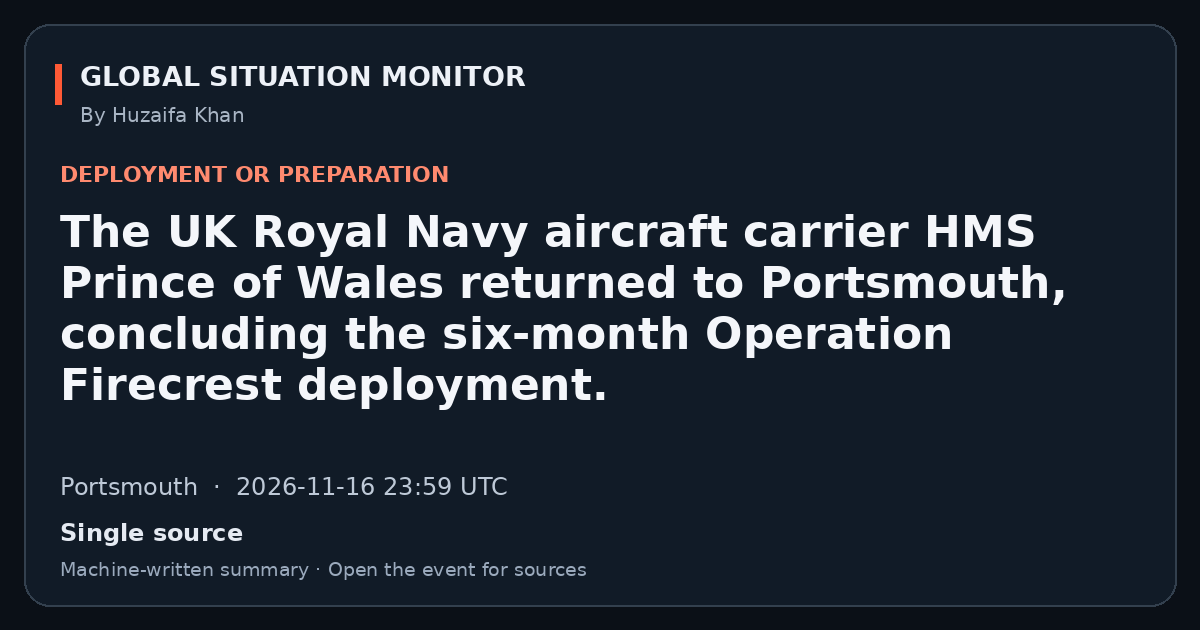 GLOBAL SITUATION MONITOR
By Huzaifa Khan
DEPLOYMENT OR PREPARATION
The UK Royal Navy aircraft carrier HMS
Prince of Wales returned to Portsmouth,
concluding the six-month Operation
Firecrest deployment.
Portsmouth · 2026-11-16 23:59 UTC
Single source
Machine-written summary · Open the event for sources